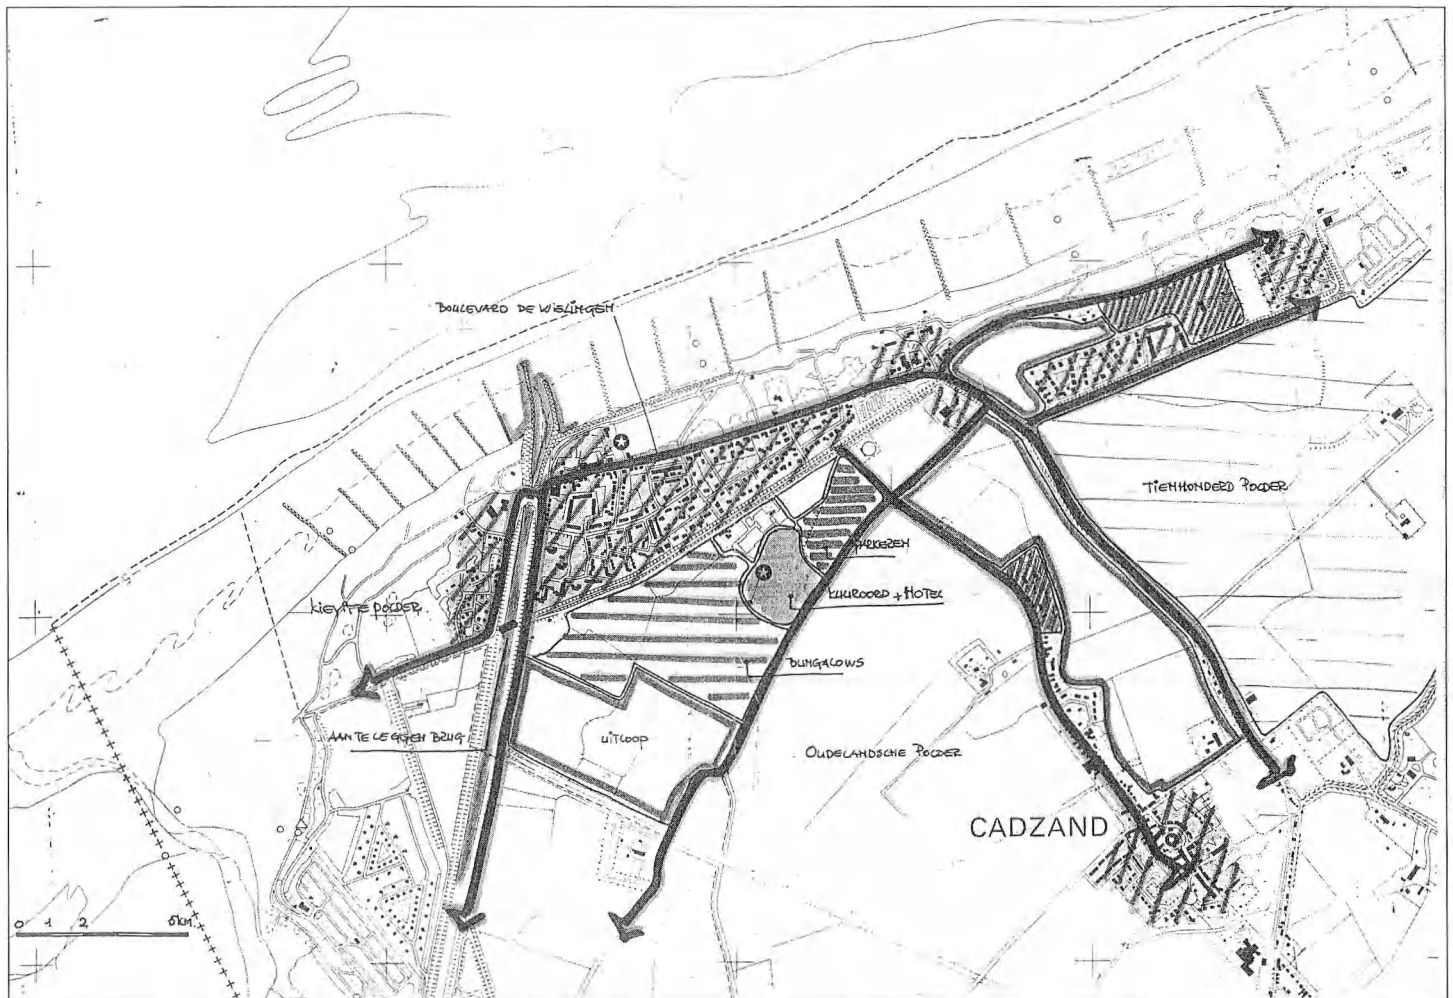 BOULEVARD DE WIELINGEN
TIENHONDERD POLDER
PARKEREN
KUUROORD + HOTEL
KIEVITE POLDER
BUNGALOWS
AAN TE LEGGEN BRUG
UITLOOP
OUDELANDSCHE POLDER
CADZAND
0 1 2 5KM